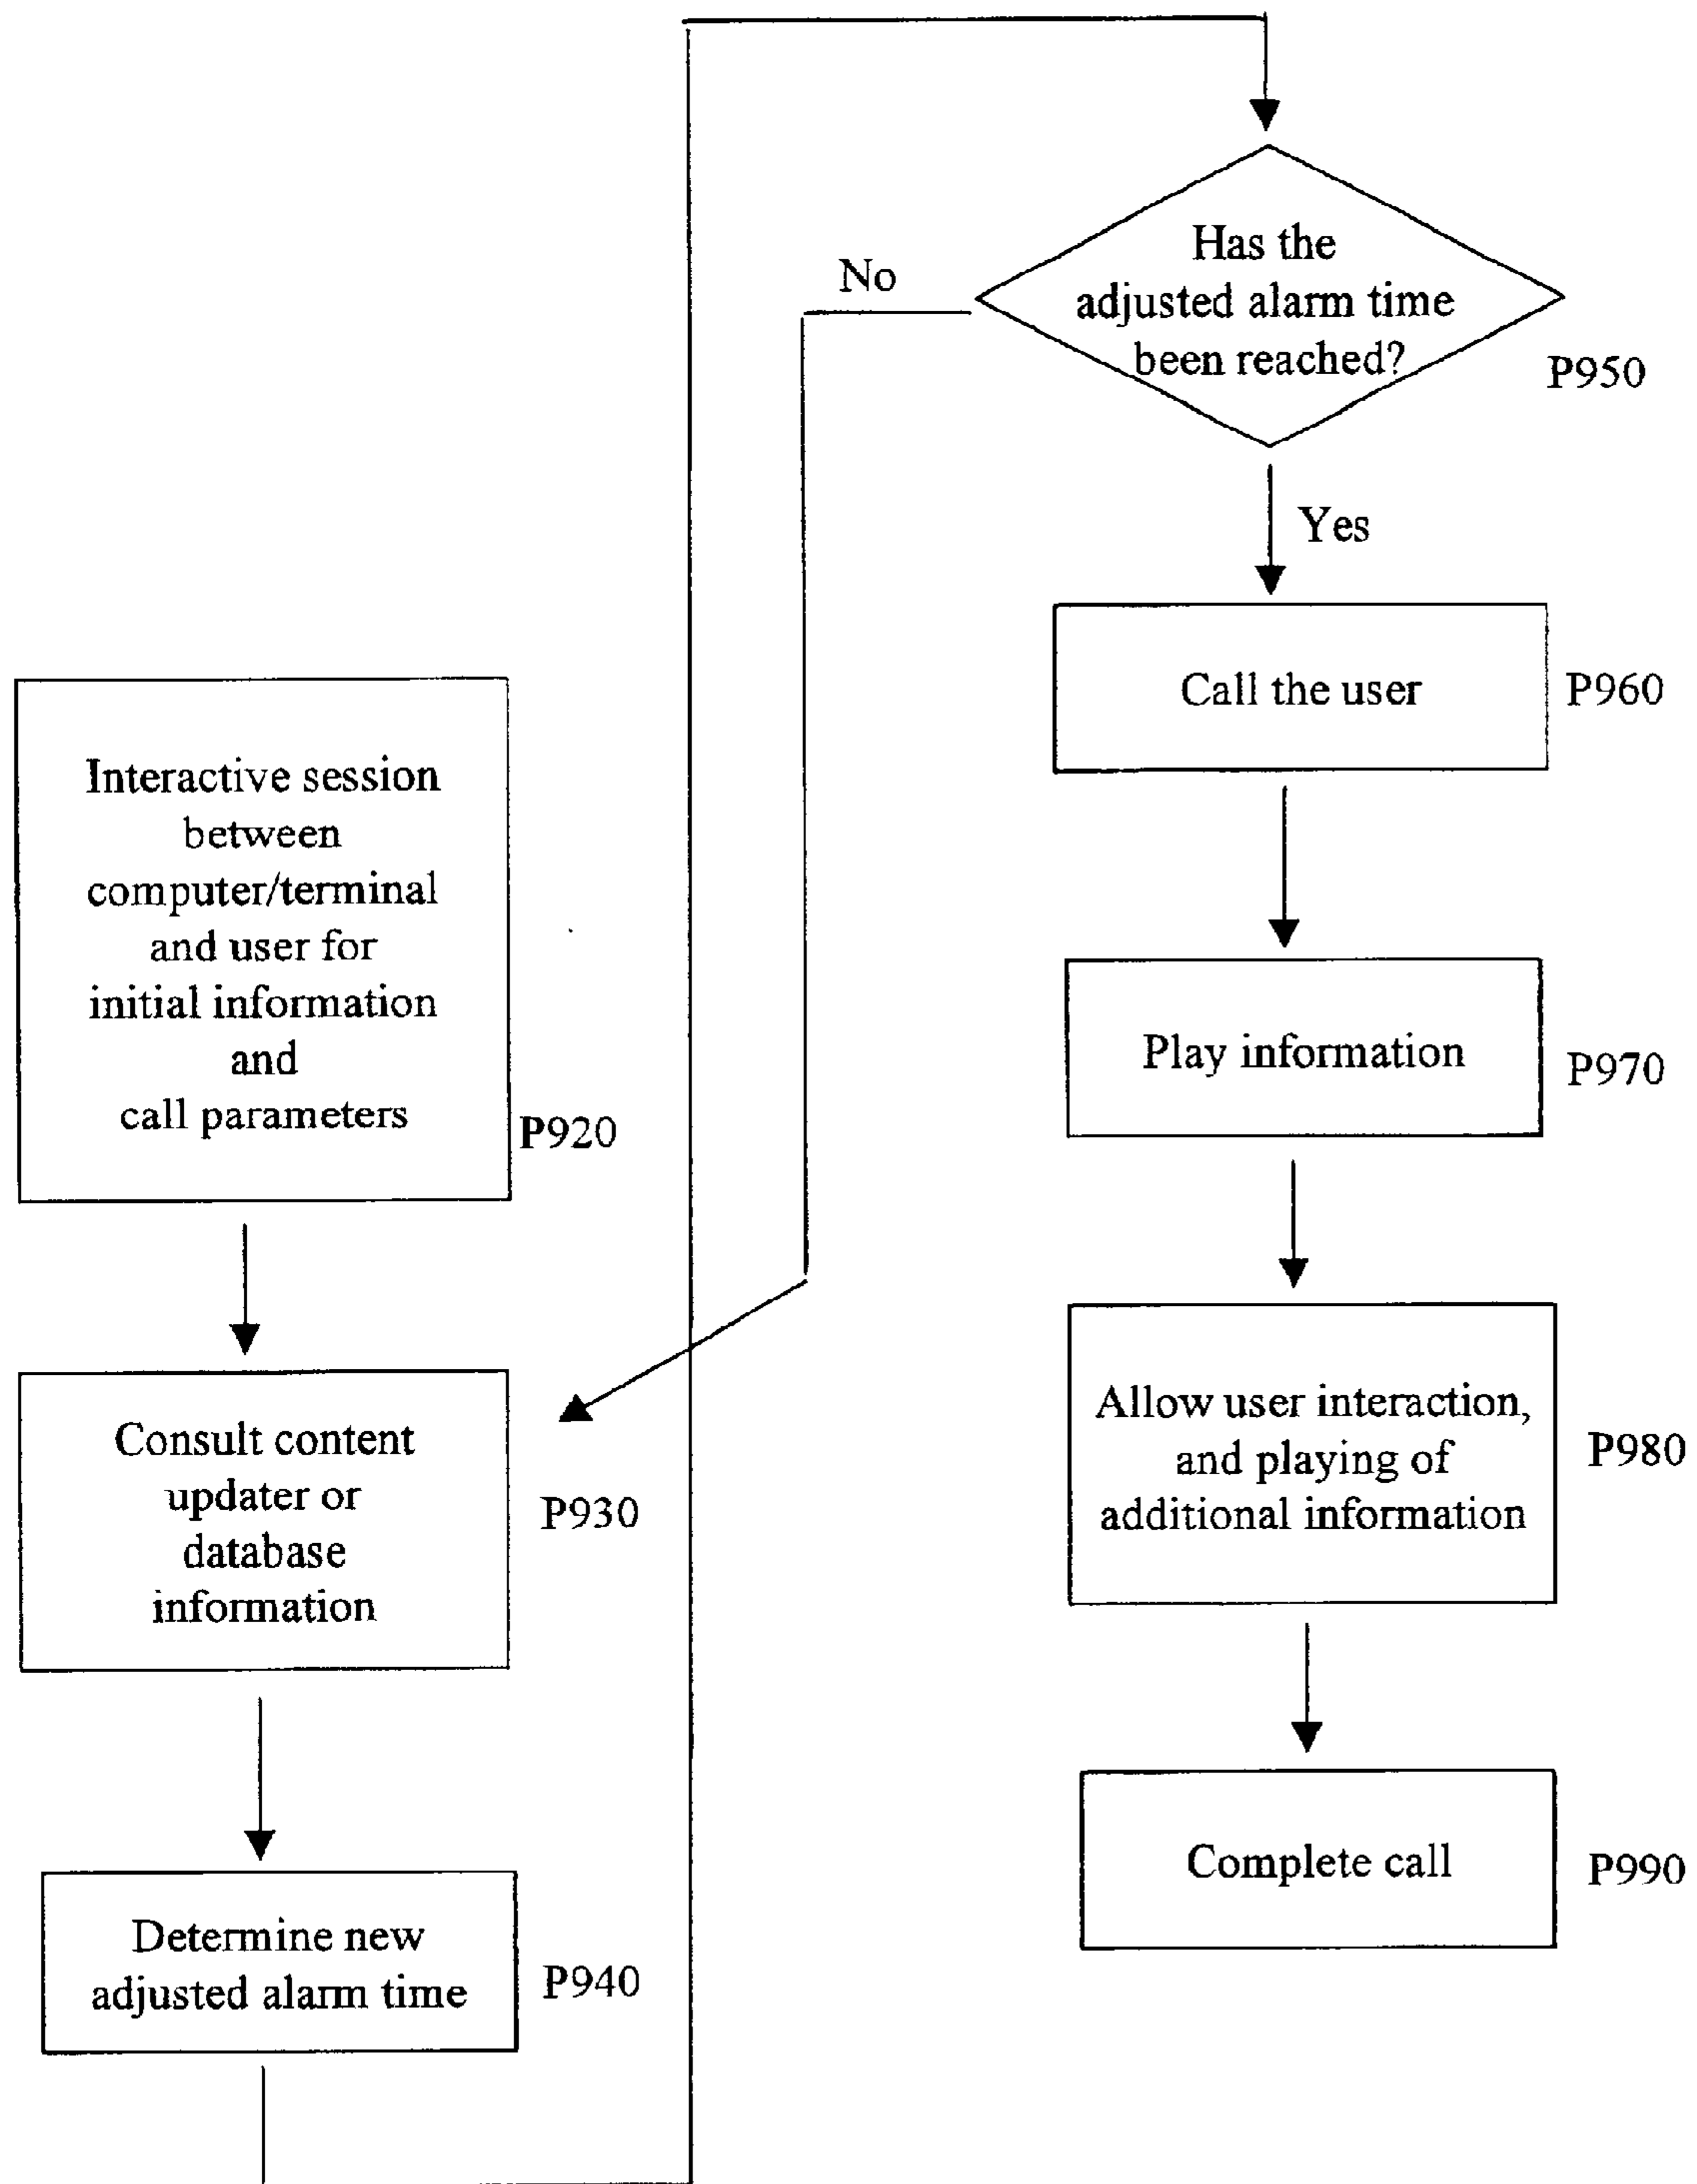 Interactive session
between
computer/terminal
and user for
initial information
and
call parameters
P920
Consult content
updater or
database
information
P930
Determine new
adjusted alarm time
P940
Has the
adjusted alarm time
been reached?
P950
No
Yes
Call the user
P960
Play information
P970
Allow user interaction,
and playing of
additional information
P980
Complete call
P990